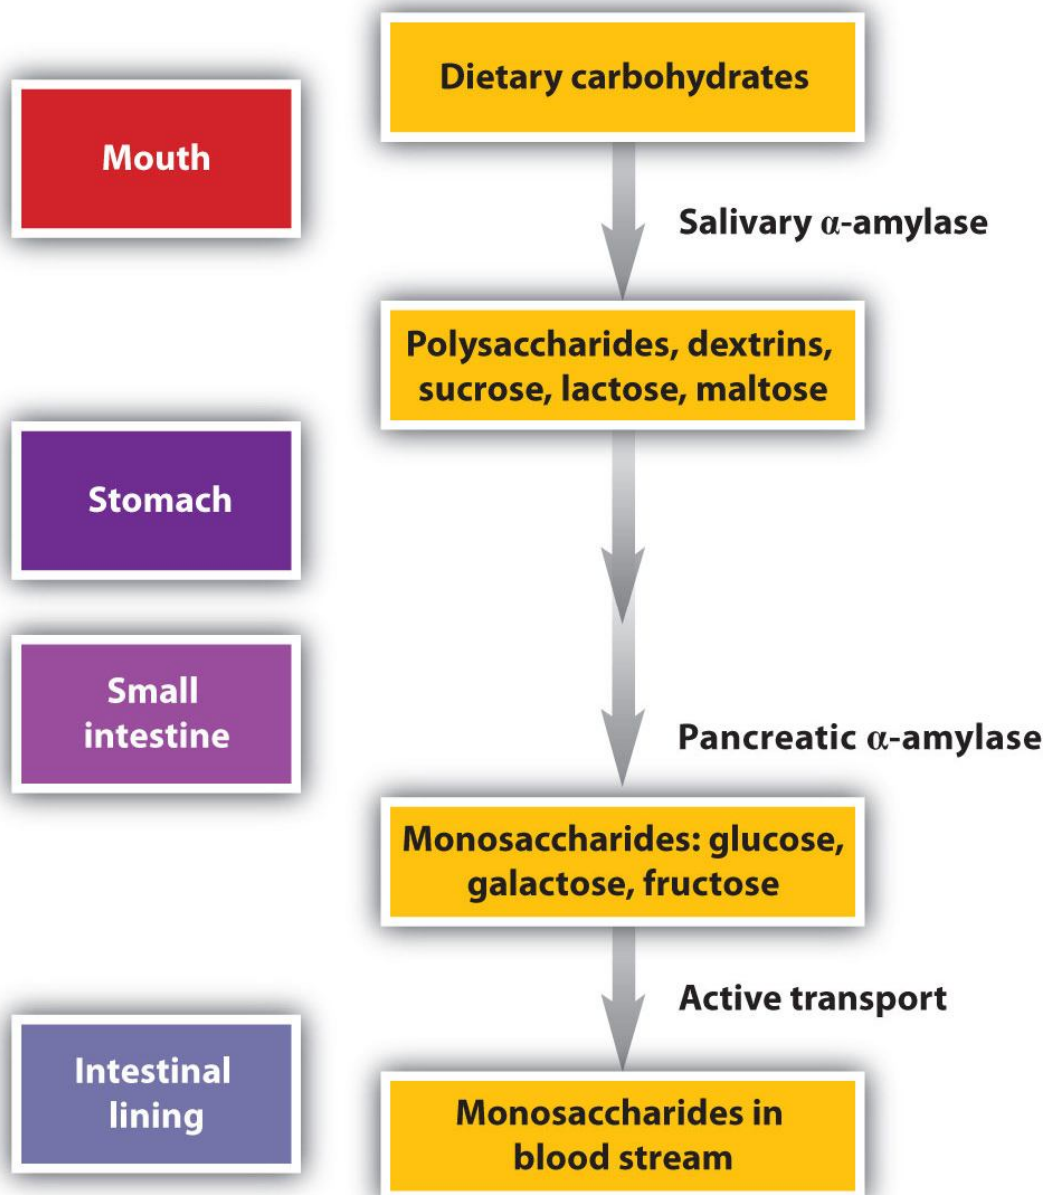 Dietary carbohydrates
Mouth
Salivary α-amylase
Polysaccharides, dextrins,
sucrose, lactose, maltose
Stomach
Small
intestine
Pancreatic α-amylase
Monosaccharides: glucose,
galactose, fructose
Active transport
Intestinal
lining
Monosaccharides in
blood stream